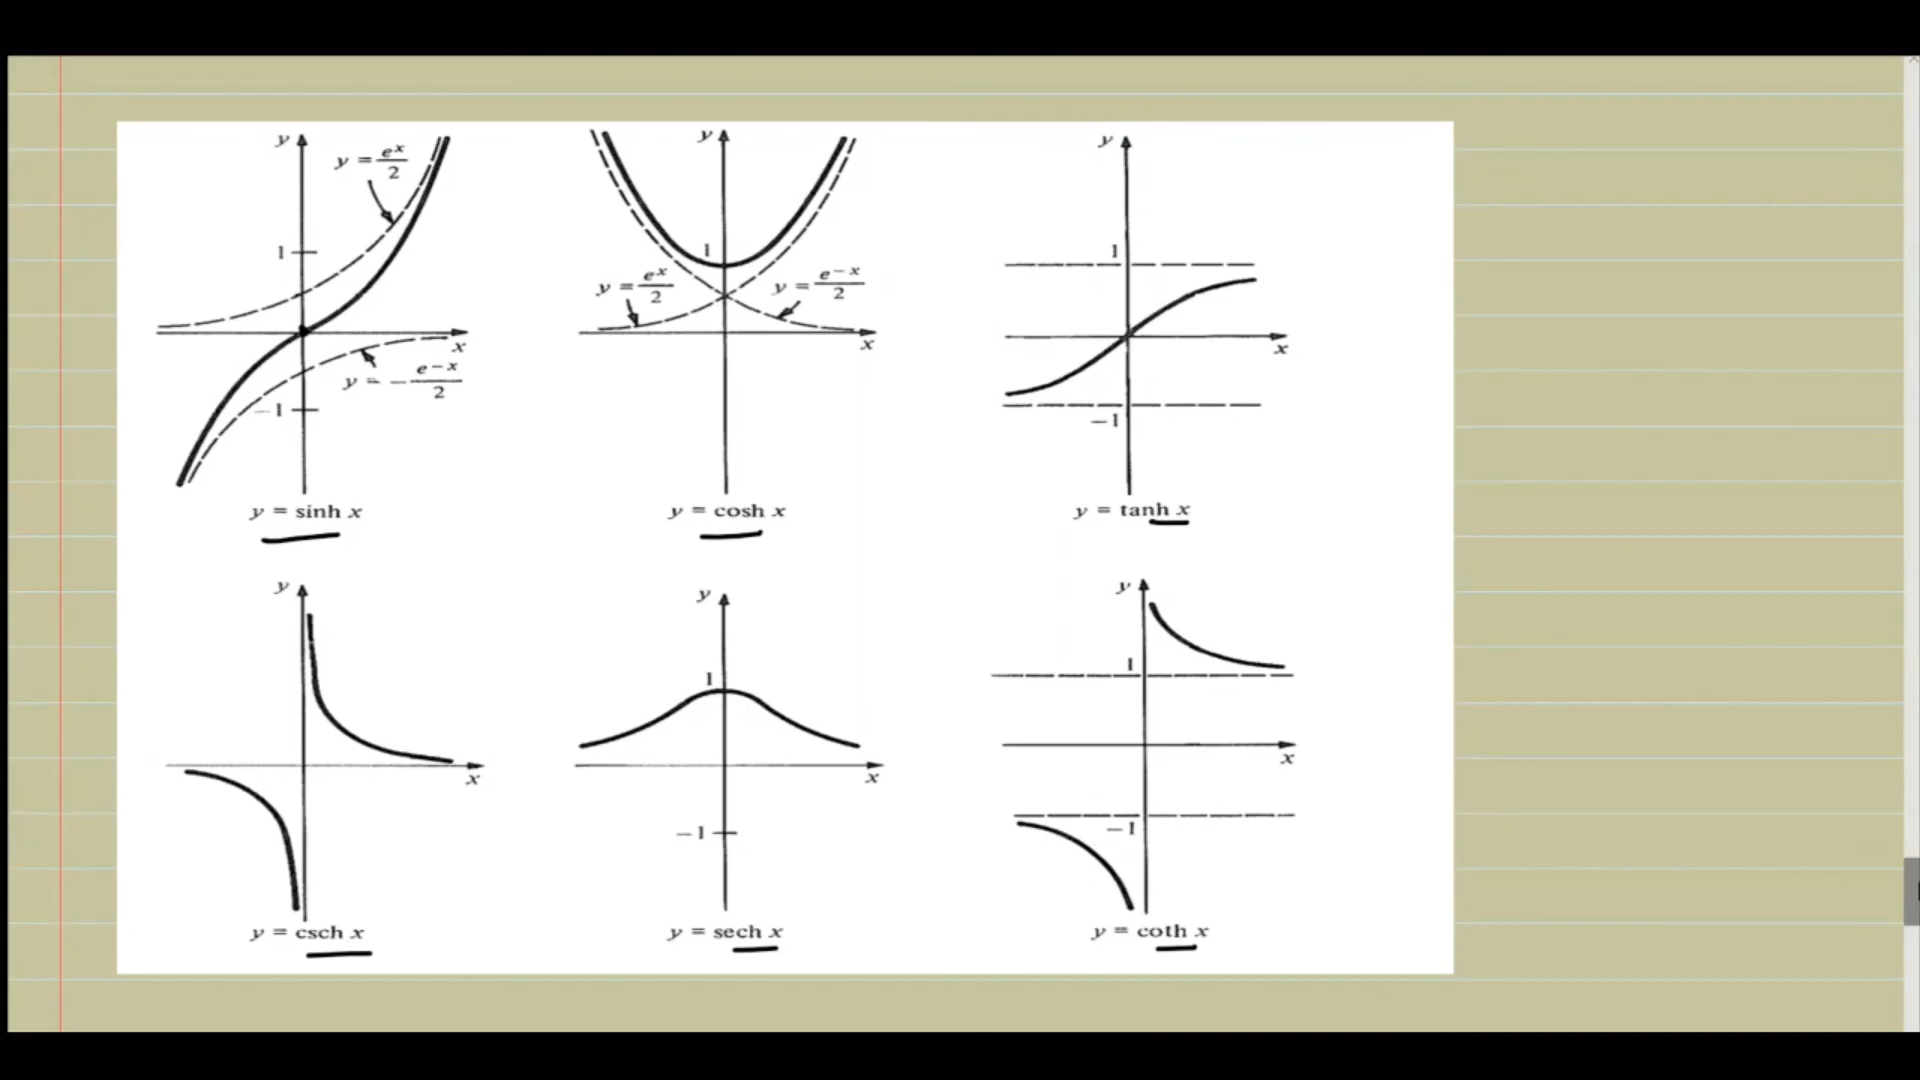 y
y = e^x/2
1
x
y = − e^−x/2
−1
y = sinh x
y
1
y = e^x/2
y = e^−x/2
x
y = cosh x
y
1
x
−1
y = tanh x
y
x
y = csch x
y
1
x
−1
y = sech x
y
1
x
−1
y = coth x